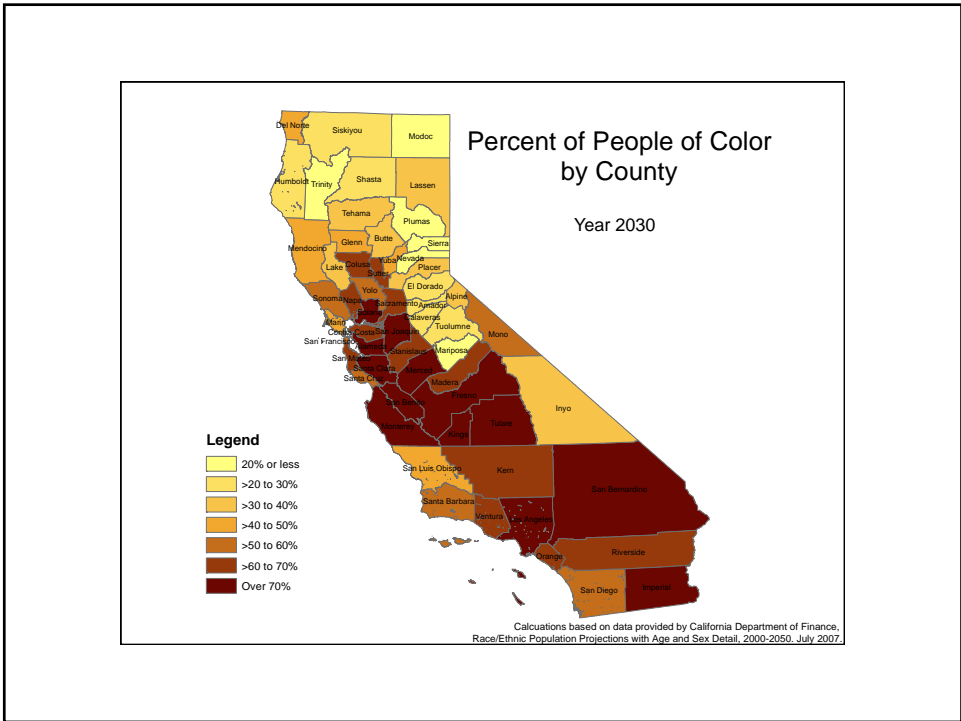 Percent of People of Color
by County
Year 2030
Del Norte
Siskiyou
Modoc
Humboldt
Trinity
Shasta
Lassen
Tehama
Plumas
Mendocino
Glenn
Butte
Sierra
Lake
Colusa
Yuba
Nevada
Sutter
Placer
El Dorado
Yolo
Sonoma
Napa
Sacramento
Alpine
Amador
Solano
Calaveras
Marin
Contra Costa
San Joaquin
Tuolumne
Mono
San Francisco
Alameda
Stanislaus
Mariposa
San Mateo
Santa Clara
Merced
Santa Cruz
Madera
Fresno
San Benito
Inyo
Monterey
Kings
Tulare
San Luis Obispo
Kern
San Bernardino
Santa Barbara
Ventura
Los Angeles
Orange
Riverside
San Diego
Imperial
Legend
20% or less
>20 to 30%
>30 to 40%
>40 to 50%
>50 to 60%
>60 to 70%
Over 70%
Calcuations based on data provided by California Department of Finance,
Race/Ethnic Population Projections with Age and Sex Detail, 2000-2050. July 2007.